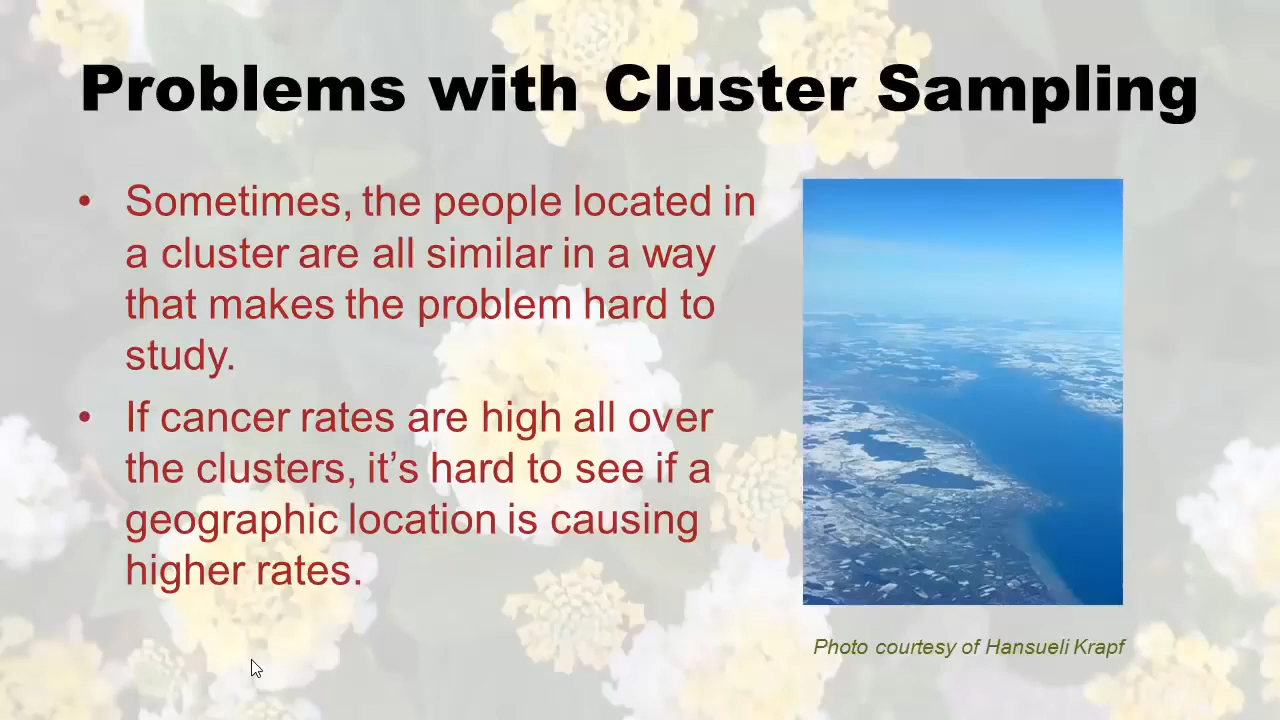 Problems with Cluster Sampling
• Sometimes, the people located in
a cluster are all similar in a way
that makes the problem hard to
study.
• If cancer rates are high all over
the clusters, it’s hard to see if a
geographic location is causing
higher rates.
Photo courtesy of Hansueli Krapf